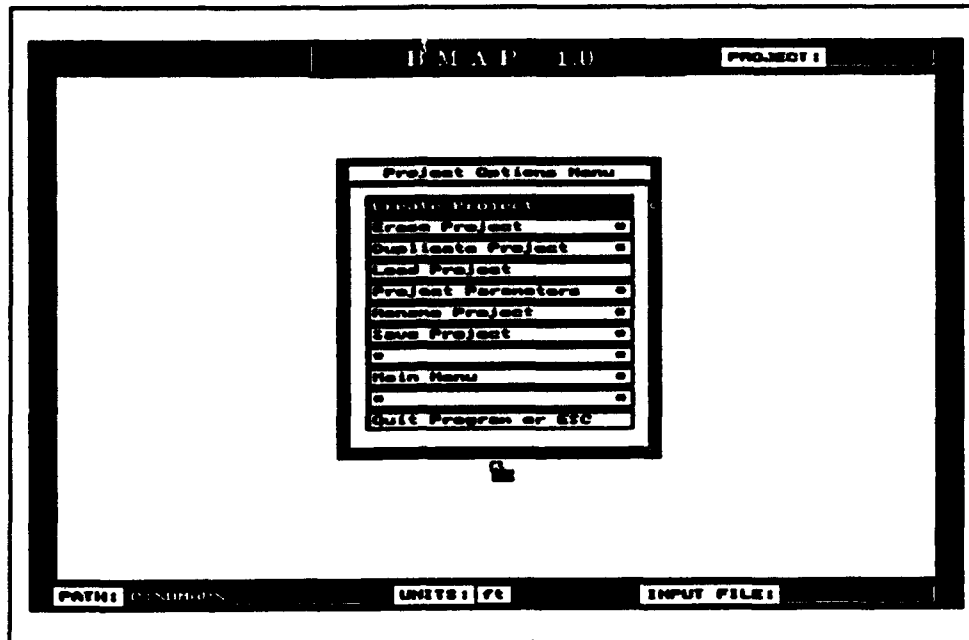 BMAP 1.0 PROJECT:
Project Options Menu
Create Project
Erase Project *
Duplicate Project *
Load Project
Project Parameters *
Rename Project *
Save Project *
* *
Main Menu *
* *
Quit Program or ESC
PATH: UNITS: ft INPUT FILE: